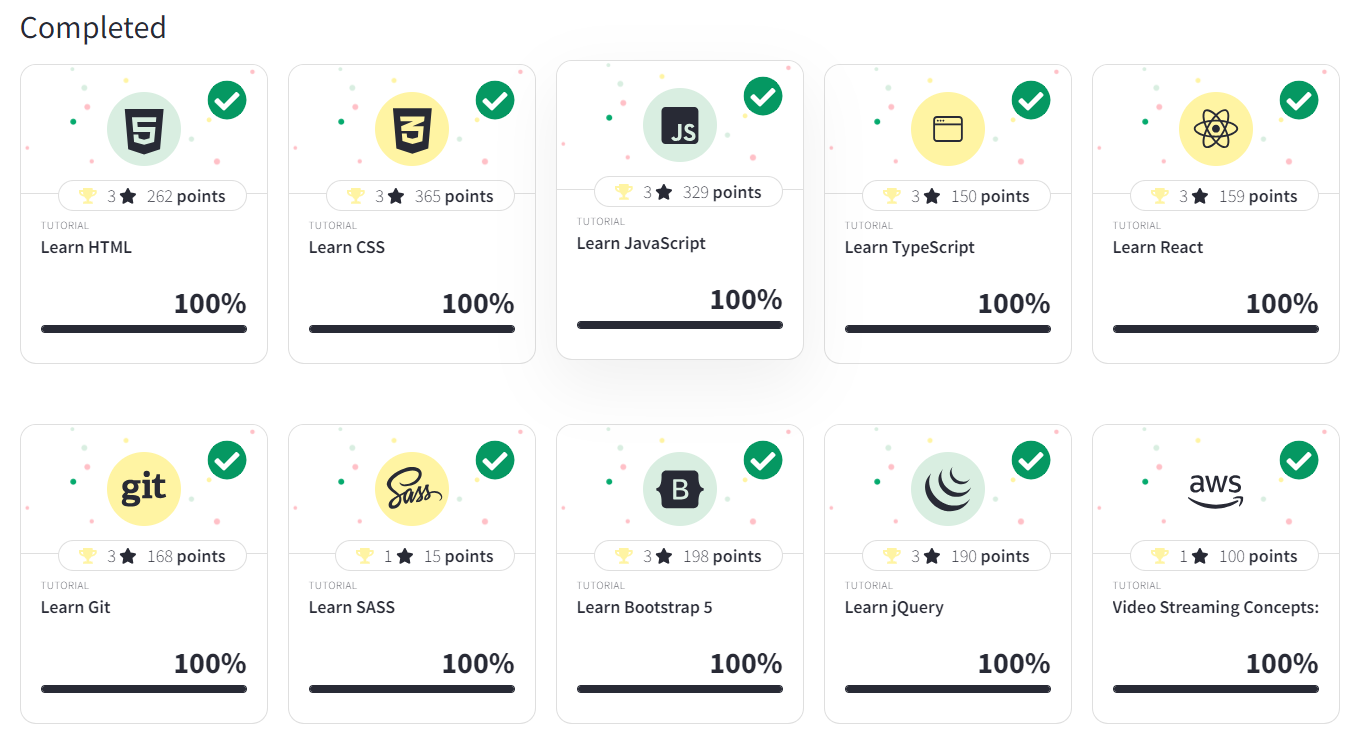 Completed
3 262 points
TUTORIAL
Learn HTML
100%
3 365 points
TUTORIAL
Learn CSS
100%
JS
3 329 points
TUTORIAL
Learn JavaScript
100%
3 150 points
TUTORIAL
Learn TypeScript
100%
3 159 points
TUTORIAL
Learn React
100%
git
3 168 points
TUTORIAL
Learn Git
100%
Sass
1 15 points
TUTORIAL
Learn SASS
100%
B
3 198 points
TUTORIAL
Learn Bootstrap 5
100%
3 190 points
TUTORIAL
Learn jQuery
100%
aws
1 100 points
TUTORIAL
Video Streaming Concepts:
100%